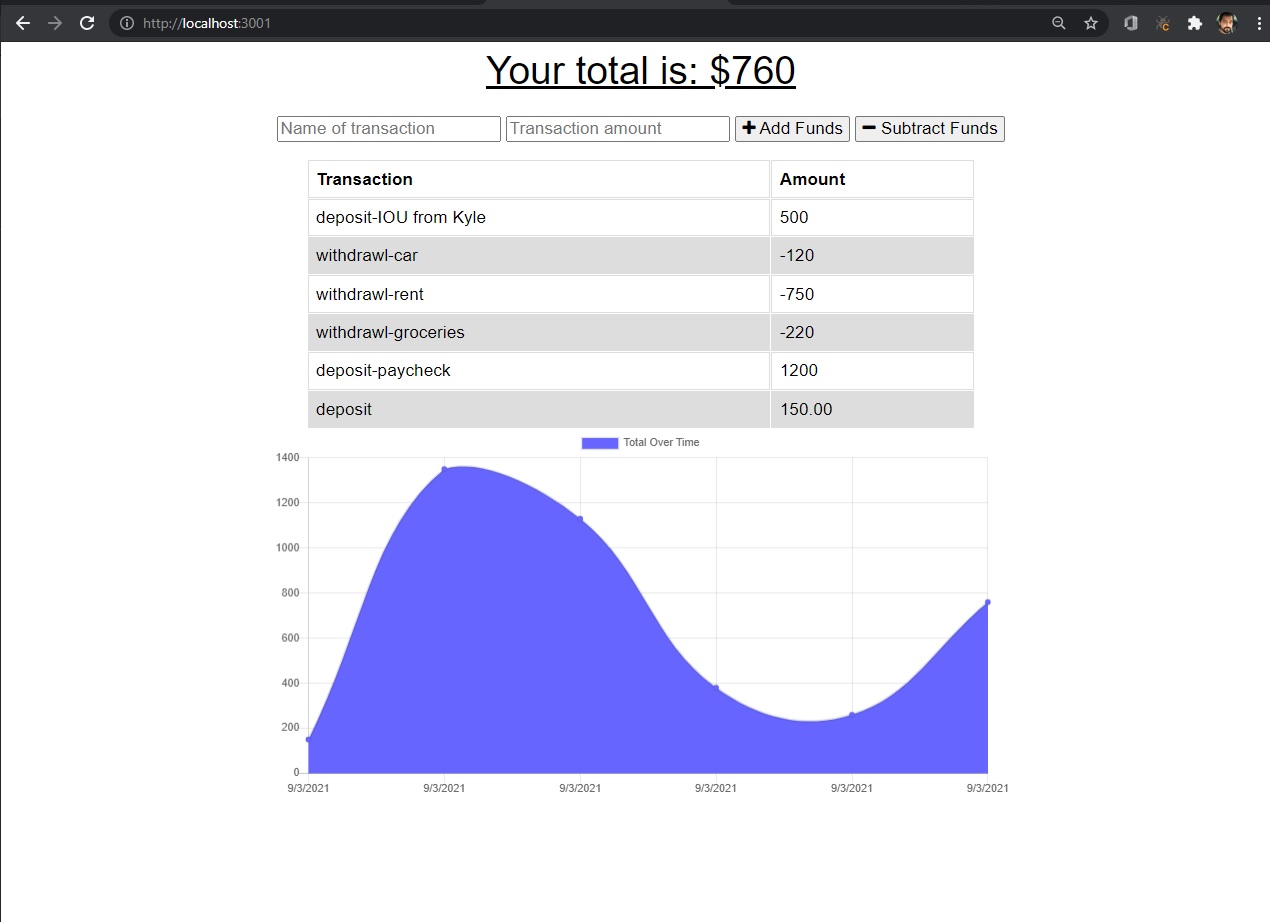 http://localhost:3001
Your total is: $760
Name of transaction Transaction amount Add Funds Subtract Funds
Transaction Amount
deposit-IOU from Kyle 500
withdrawl-car -120
withdrawl-rent -750
withdrawl-groceries -220
deposit-paycheck 1200
deposit 150.00
Total Over Time
1400
1200
1000
800
600
400
200
0
9/3/2021 9/3/2021 9/3/2021 9/3/2021 9/3/2021 9/3/2021